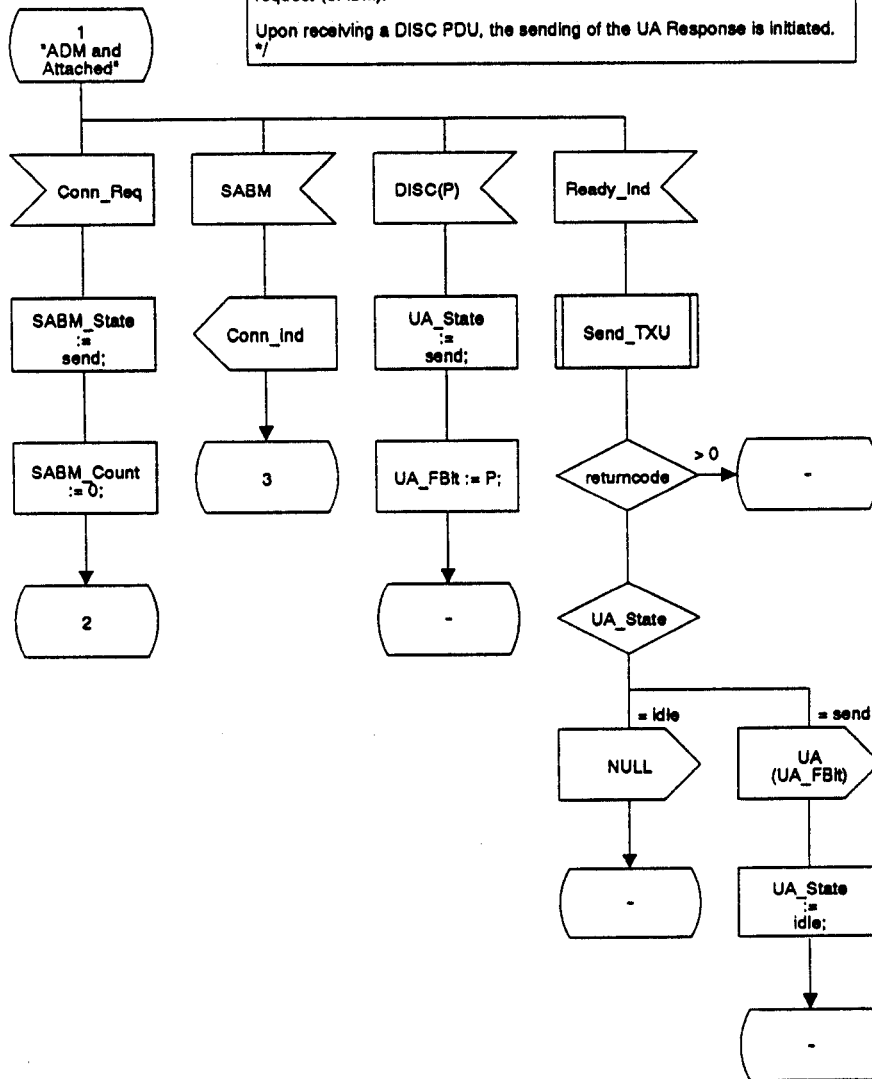 Upon receiving a DISC PDU, the sending of the UA Response is initiated.
*/
1
"ADM and
Attached"
Conn_Req
SABM
DISC(P)
Ready_Ind
SABM_State
:=
send;
Conn_Ind
UA_State
:=
send;
Send_TXU
SABM_Count
:= 0;
3
UA_FBit := P;
returncode
> 0
-
2
-
UA_State
= idle
= send
NULL
UA
(UA_FBit)
-
UA_State
:=
idle;
-